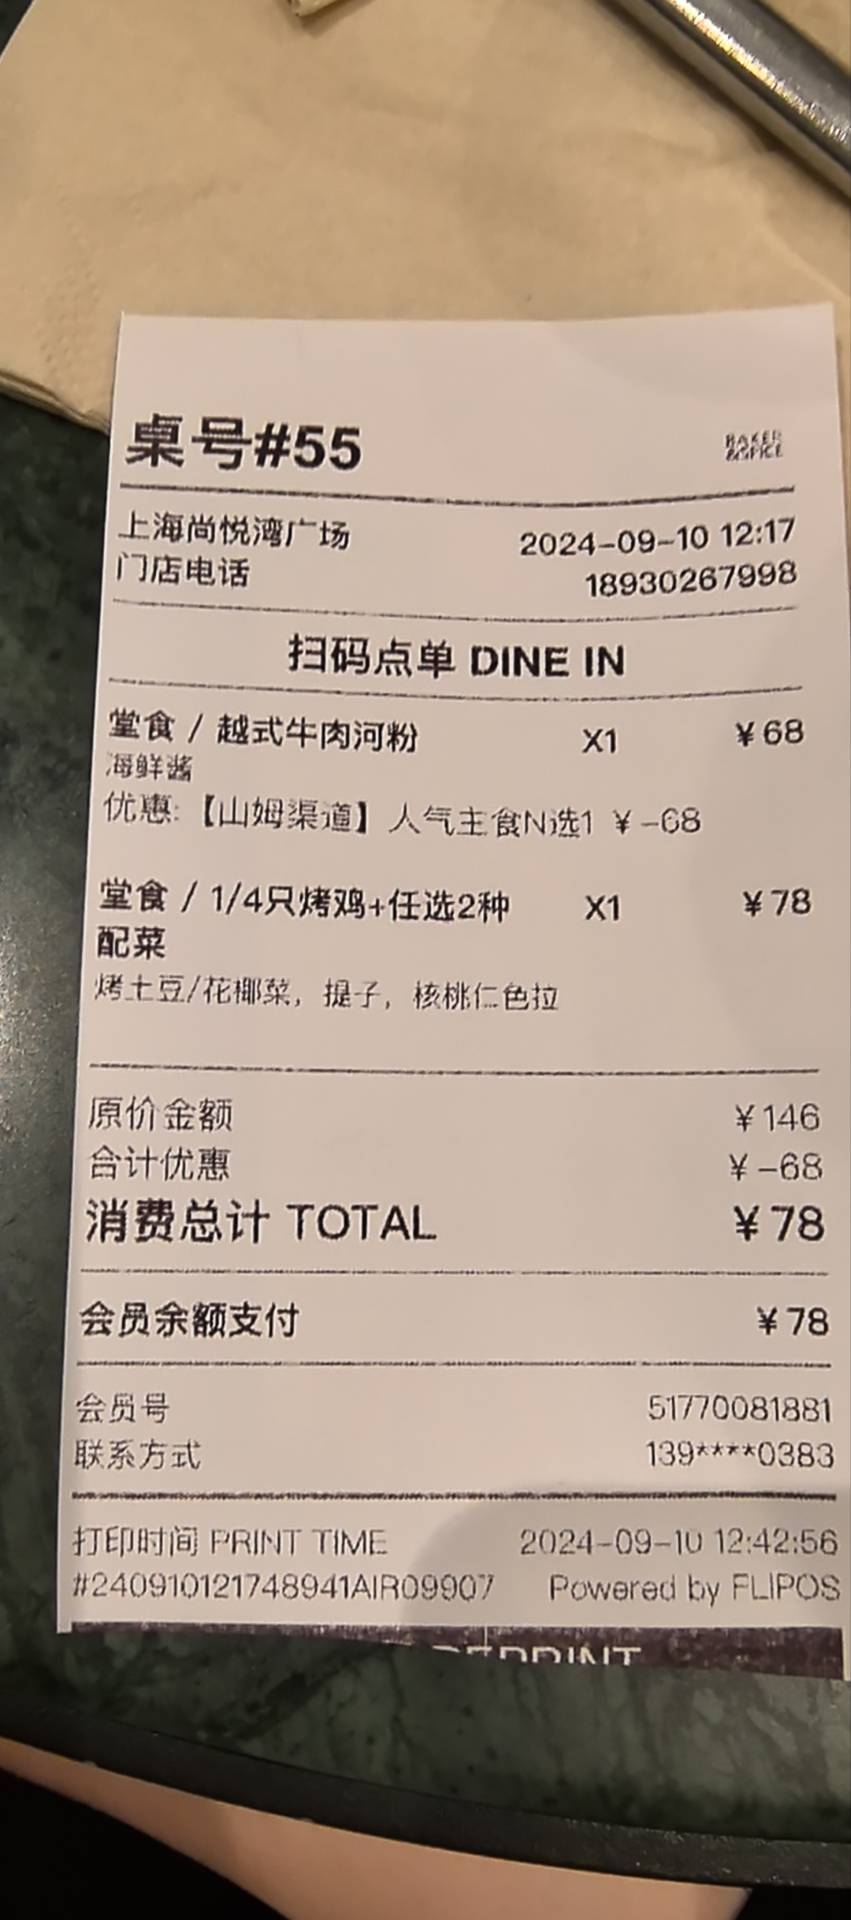 桌号#55
BAKER
&SPICE
上海尚悦湾广场 2024-09-10 12:17
门店电话 18930267998
扫码点单 DINE IN
堂食 / 越式牛肉河粉 X1 ¥68
海鲜酱
优惠:【山姆渠道】人气主食N选1 ¥-68
堂食 / 1/4只烤鸡+任选2种 X1 ¥78
配菜
烤土豆/花椰菜，提子，核桃仁色拉
原价金额 ¥146
合计优惠 ¥-68
消费总计 TOTAL ¥78
会员余额支付 ¥78
会员号 51770081881
联系方式 139****0383
打印时间 PRINT TIME 2024-09-10 12:42:56
#240910121748941AIR09907 Powered by FLIPOS
REPRINT